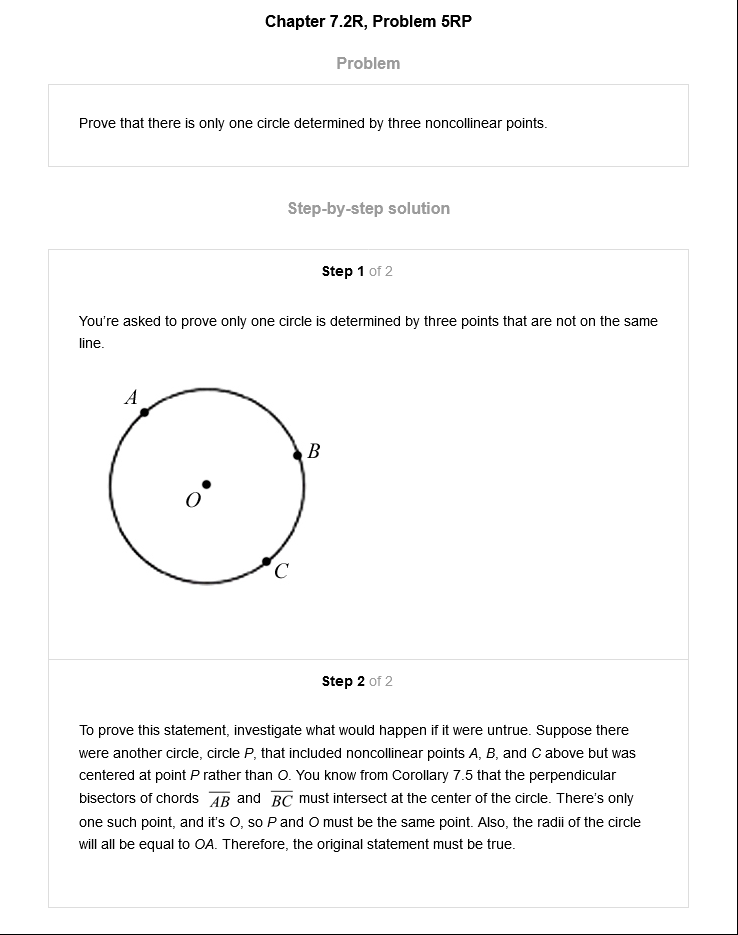 Chapter 7.2R, Problem 5RP
Problem
Prove that there is only one circle determined by three noncollinear points.
Step-by-step solution
Step 1 of 2
You're asked to prove only one circle is determined by three points that are not on the same
line.
A
B
O
C
Step 2 of 2
To prove this statement, investigate what would happen if it were untrue. Suppose there
were another circle, circle P, that included noncollinear points A, B, and C above but was
centered at point P rather than O. You know from Corollary 7.5 that the perpendicular
bisectors of chords A̅B̅ and B̅C̅ must intersect at the center of the circle. There's only
one such point, and it's O, so P and O must be the same point. Also, the radii of the circle
will all be equal to OA. Therefore, the original statement must be true.